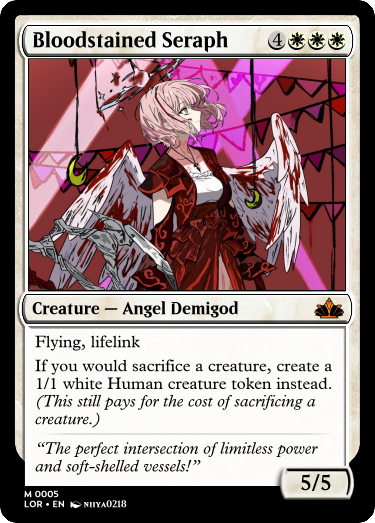 Bloodstained Seraph 4
Creature — Angel Demigod
Flying, lifelink
If you would sacrifice a creature, create a
1/1 white Human creature token instead.
(This still pays for the cost of sacrificing a
creature.)
“The perfect intersection of limitless power
and soft-shelled vessels!”
5/5
M 0005
LOR • EN NIIYA0218